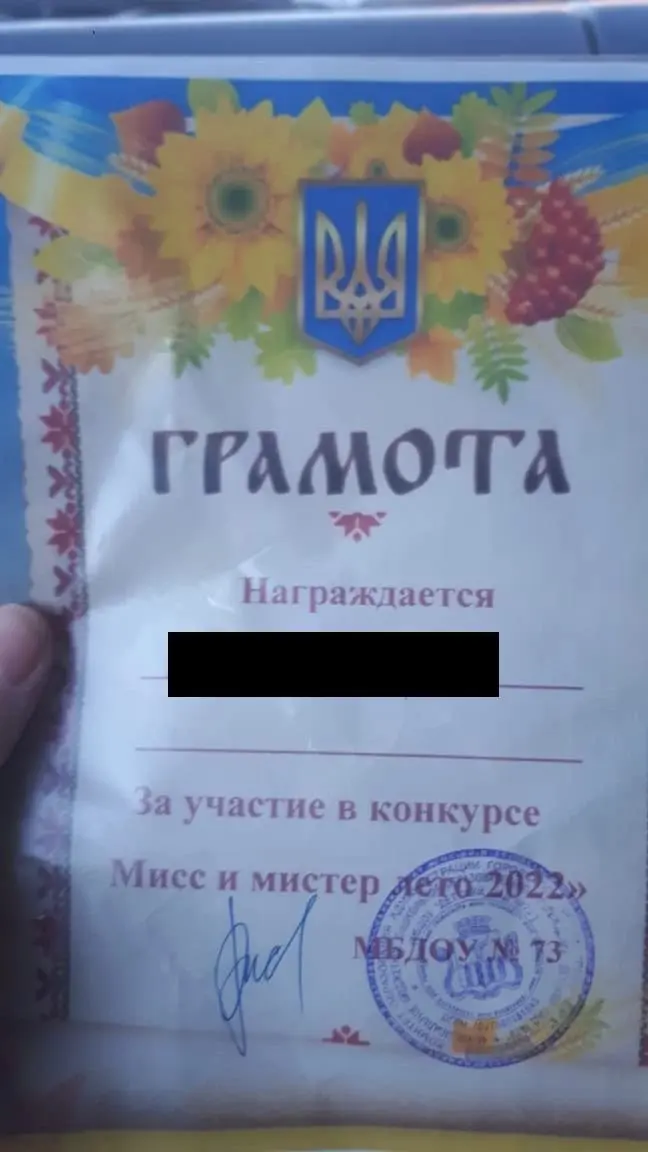 ГРАМОТА
Награждается
За участие в конкурсе
Мисс и мистер лето 2022»
МБДОУ № 73